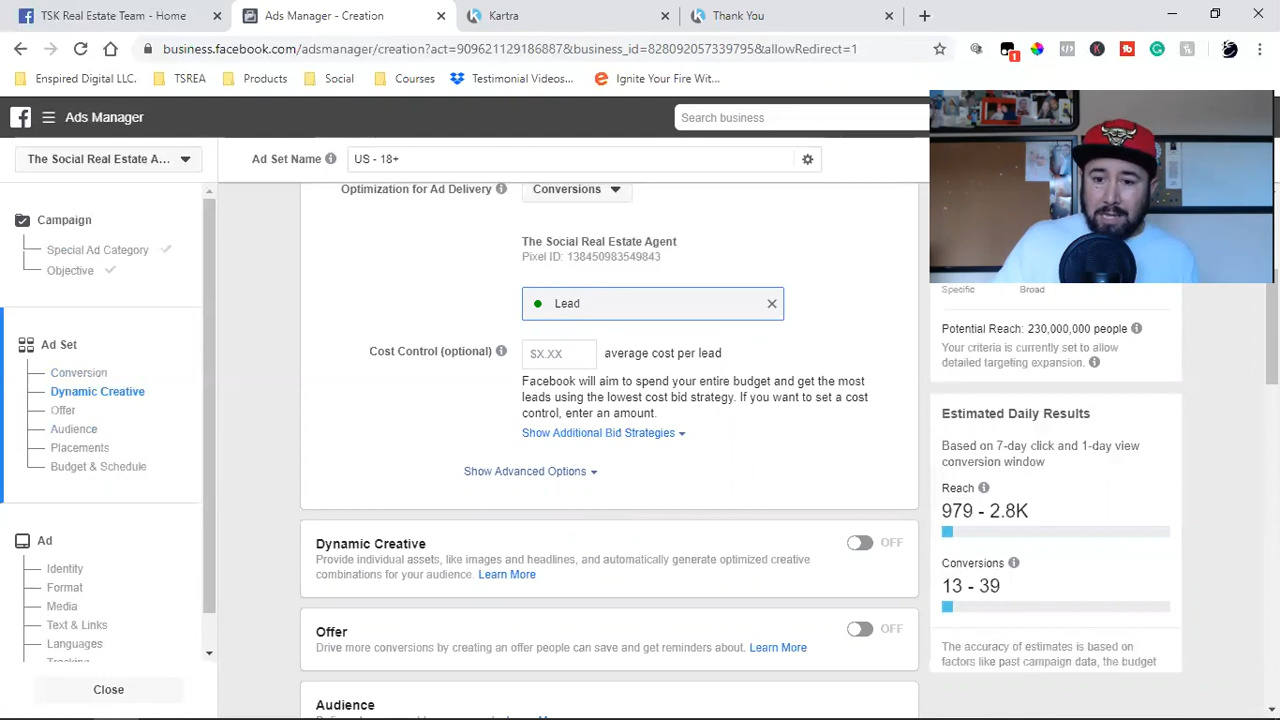 TSK Real Estate Team - Home
Ads Manager - Creation
Kartra
Thank You
business.facebook.com/adsmanager/creation?act=909621129186887&business_id=828092057339795&allowRedirect=1
Enspired Digital LLC.
TSREA
Products
Social
Courses
Testimonial Videos...
Ignite Your Fire Wit...
1
Ads Manager
Search business
The Social Real Estate A...
Ad Set Name
US - 18+
Campaign
Special Ad Category
Objective
Ad Set
Conversion
Dynamic Creative
Offer
Audience
Placements
Budget & Schedule
Ad
Identity
Format
Media
Text & Links
Languages
Tracking
Close
Optimization for Ad Delivery
Conversions
The Social Real Estate Agent
Pixel ID: 138450983549843
Lead
Cost Control (optional)
$X.XX
average cost per lead
Facebook will aim to spend your entire budget and get the most
leads using the lowest cost bid strategy. If you want to set a cost
control, enter an amount.
Show Additional Bid Strategies
Show Advanced Options
Dynamic Creative
OFF
Provide individual assets, like images and headlines, and automatically generate optimized creative
combinations for your audience. Learn More
Offer
OFF
Drive more conversions by creating an offer people can save and get reminders about. Learn More
Audience
Specific
Broad
Potential Reach: 230,000,000 people
Your criteria is currently set to allow
detailed targeting expansion.
Estimated Daily Results
Based on 7-day click and 1-day view
conversion window
Reach
979 - 2.8K
Conversions
13 - 39
The accuracy of estimates is based on
factors like past campaign data, the budget